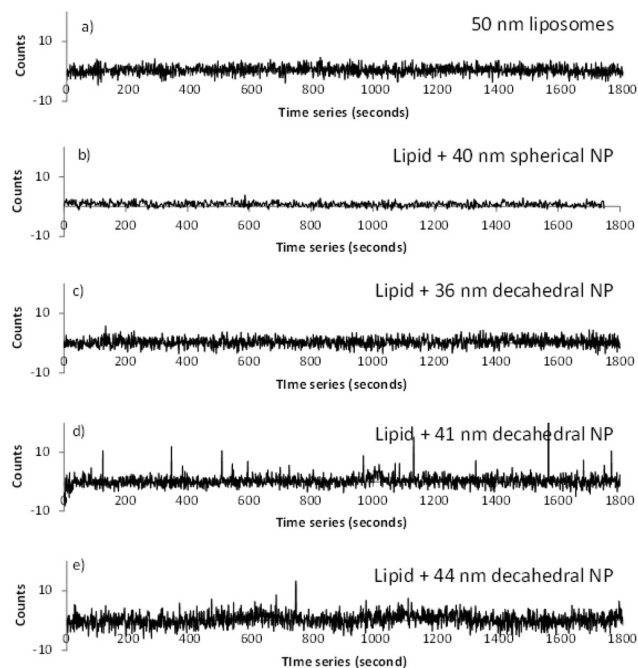 a)
50 nm liposomes
Counts
10
-10
0 200 400 600 800 1000 1200 1400 1600 1800
Time series (seconds)
b)
Lipid + 40 nm spherical NP
Counts
10
-10
0 200 400 600 800 1000 1200 1400 1600 1800
Time series (seconds)
c)
Lipid + 36 nm decahedral NP
Counts
10
-10
0 200 400 600 800 1000 1200 1400 1600 1800
TIme series (seconds)
d)
Lipid + 41 nm decahedral NP
Counts
10
-10
0 200 400 600 800 1000 1200 1400 1600 1800
Time series (seconds)
e)
Lipid + 44 nm decahedral NP
Counts
10
-10
0 200 400 600 800 1000 1200 1400 1600 1800
TIme series (second)